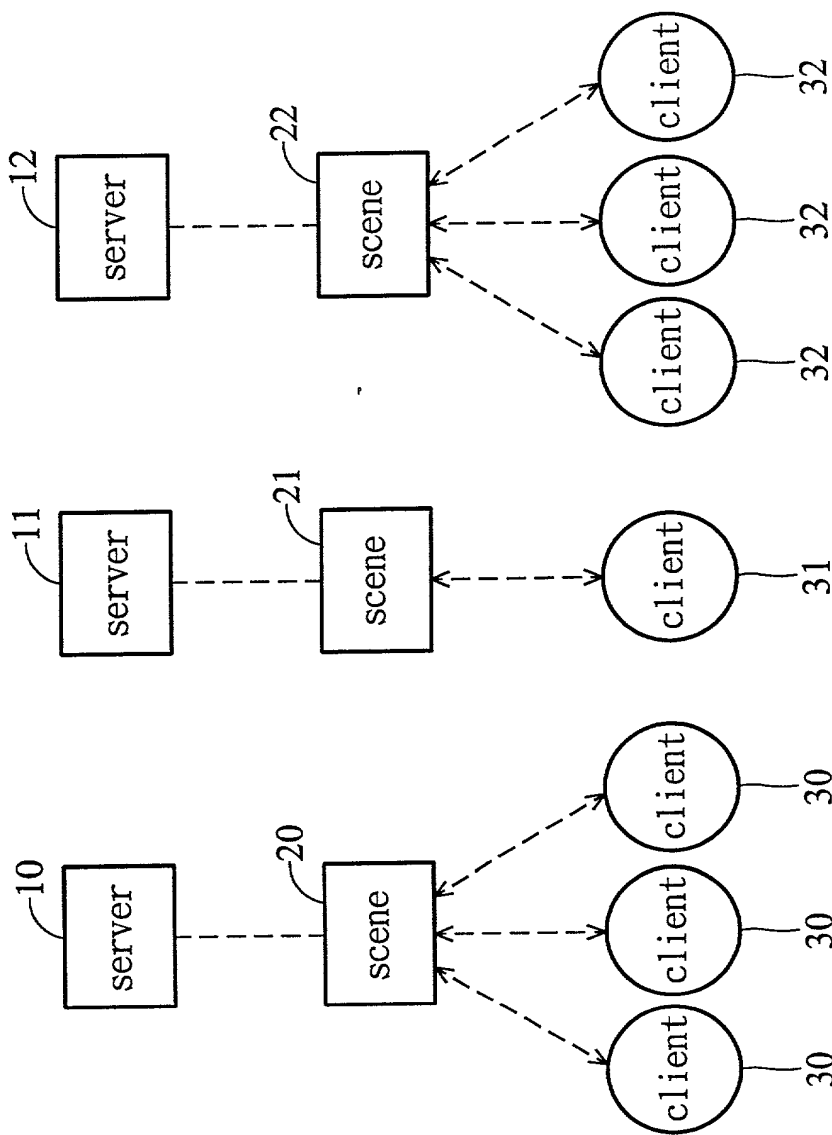 10
11
12
server
server
server
20
21
22
scene
scene
scene
client
client
client
client
client
client
client
30
30
30
31
32
32
32